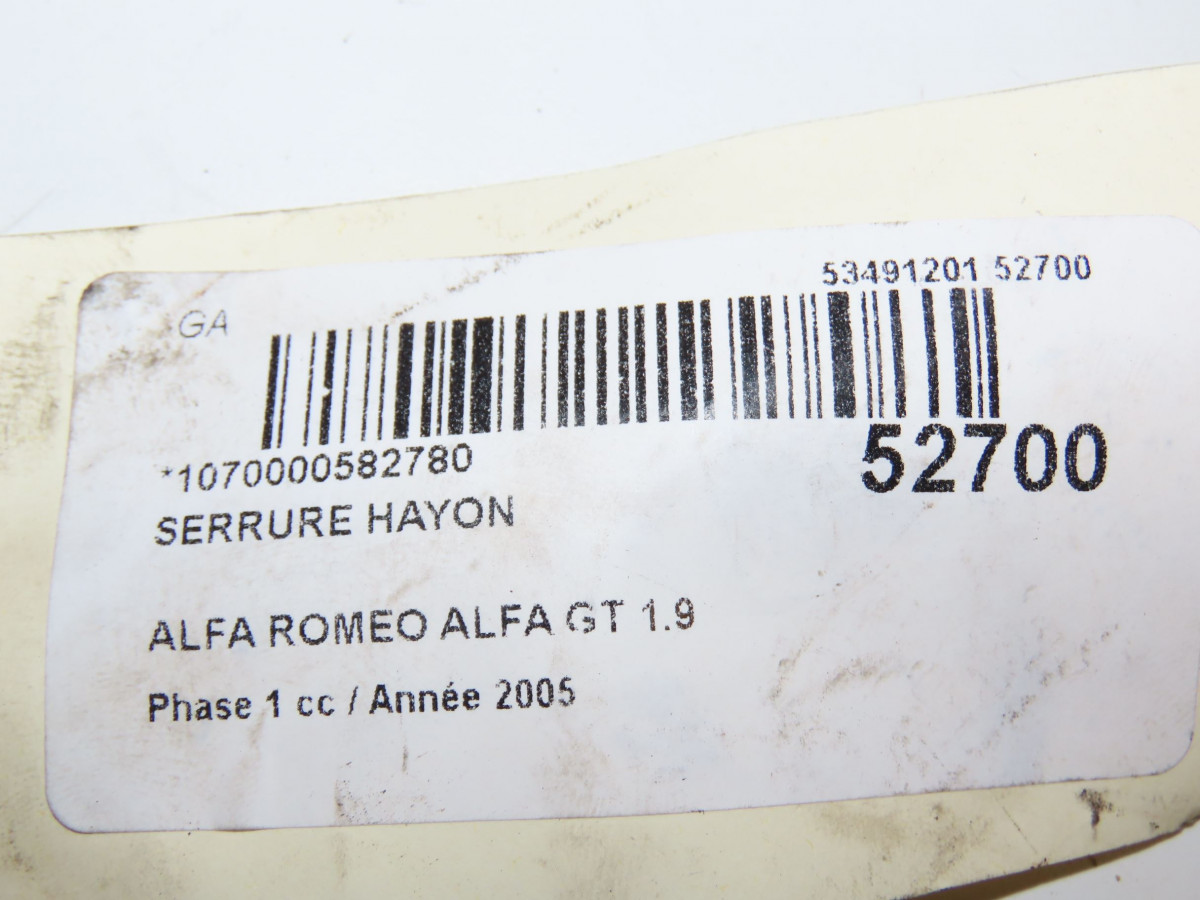 53491201 52700
GA
*1070000582780
52700
SERRURE HAYON
ALFA ROMEO ALFA GT 1.9
Phase 1 cc / Année 2005